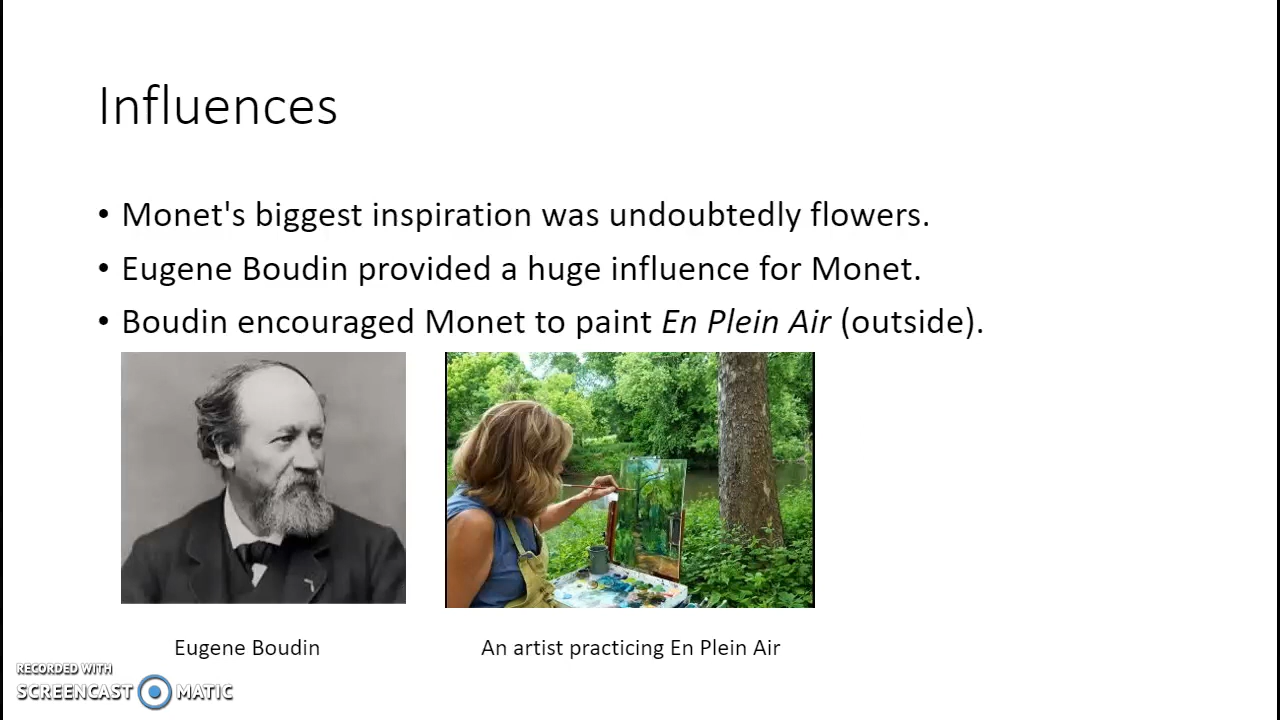 Influences
• Monet's biggest inspiration was undoubtedly flowers.
• Eugene Boudin provided a huge influence for Monet.
• Boudin encouraged Monet to paint En Plein Air (outside).
Eugene Boudin
An artist practicing En Plein Air
RECORDED WITH
SCREENCAST MATIC